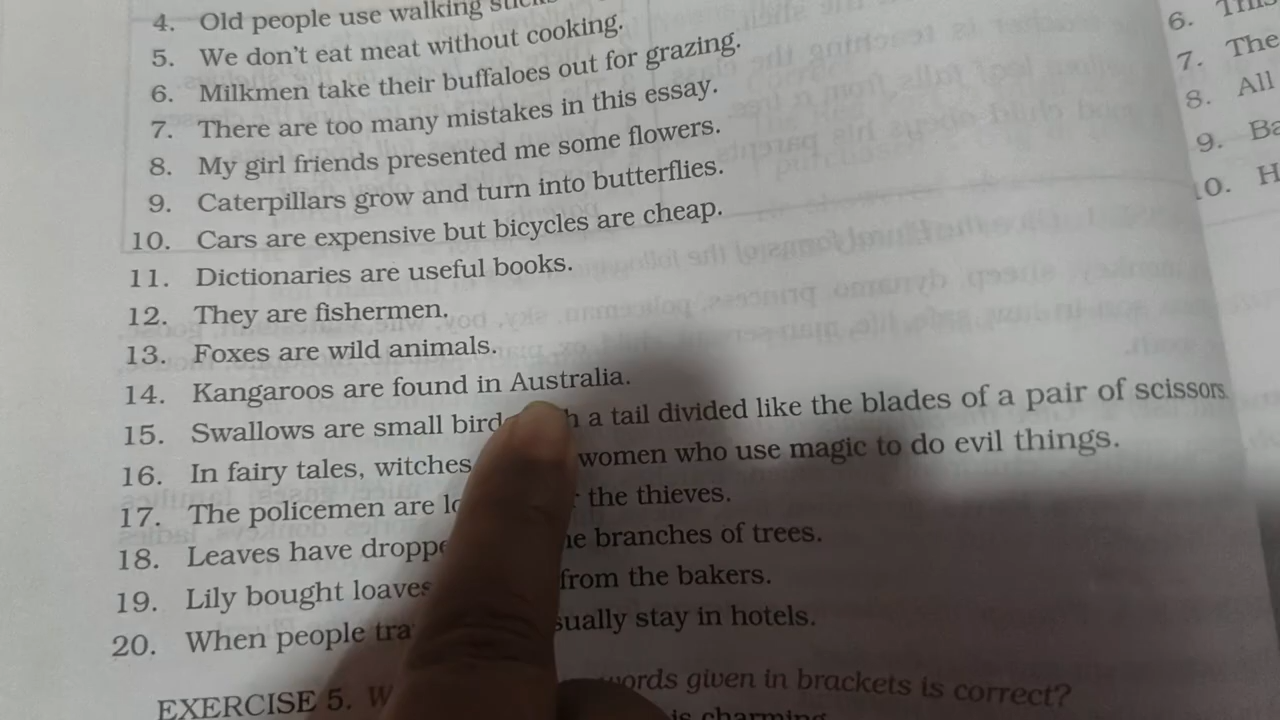 4. Old people use walking
5. We don't eat meat without cooking.
6. Milkmen take their buffaloes out for grazing.
7. There are too many mistakes in this essay.
8. My girl friends presented me some flowers.
9. Caterpillars grow and turn into butterflies.
10. Cars are expensive but bicycles are cheap.
11. Dictionaries are useful books.
12. They are fishermen.
13. Foxes are wild animals.
14. Kangaroos are found in Australia.
15. Swallows are small a tail divided like the blades of a pair of scissors
16. In fairy tales, witches women who use magic to do evil things.
17. The policemen are the thieves.
18. Leaves have branches of trees.
19. Lily bought loaves from the bakers.
20. When people stay in hotels.
EXERCISE 5. given in brackets is correct?
is charming
6.
7. The
8. All
9.
10.